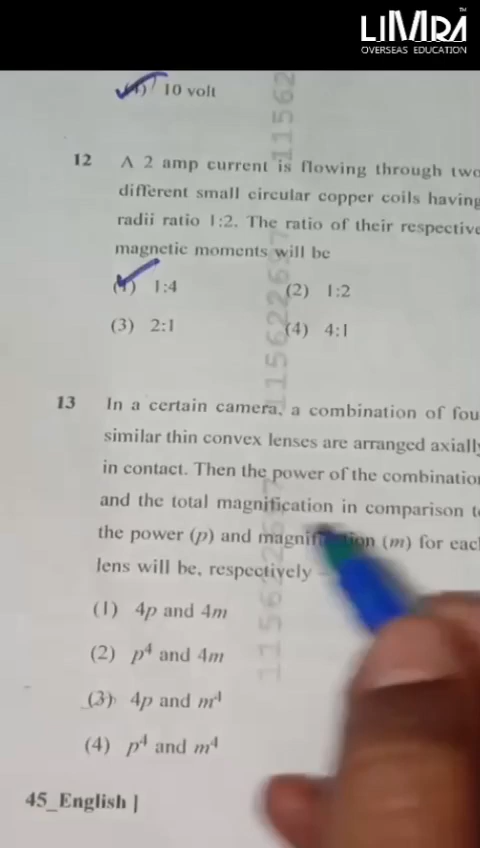 LIMRA™
OVERSEAS EDUCATION
(4) 10 volt
12 A 2 amp current is flowing through two
different small circular copper coils having
radii ratio 1:2. The ratio of their respective
magnetic moments will be
(1) 1:4 (2) 1:2
(3) 2:1 (4) 4:1
13 In a certain camera, a combination of fou
similar thin convex lenses are arranged axially
in contact. Then the power of the combination
and the total magnification in comparison t
the power (p) and magnification (m) for each
lens will be, respectively
(1) 4p and 4m
(2) p⁴ and 4m
(3) 4p and m⁴
(4) p⁴ and m⁴
45_English |